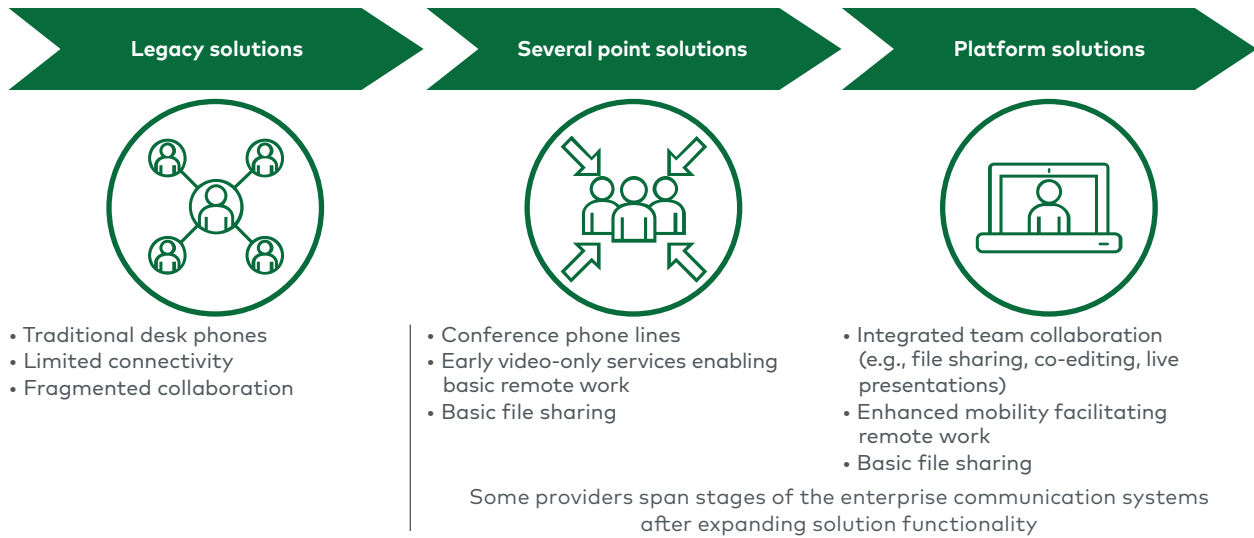 Legacy solutions
Several point solutions
Platform solutions
• Traditional desk phones
• Limited connectivity
• Fragmented collaboration
• Conference phone lines
• Early video-only services enabling
basic remote work
• Basic file sharing
• Integrated team collaboration
(e.g., file sharing, co-editing, live
presentations)
• Enhanced mobility facilitating
remote work
• Basic file sharing
Some providers span stages of the enterprise communication systems
after expanding solution functionality